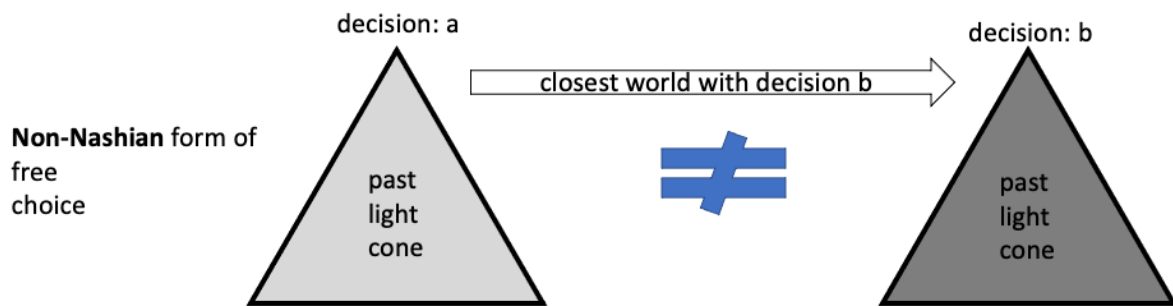 decision: a
decision: b
closest world with decision b
Non-Nashian form of
free
choice
past
light
cone
past
light
cone